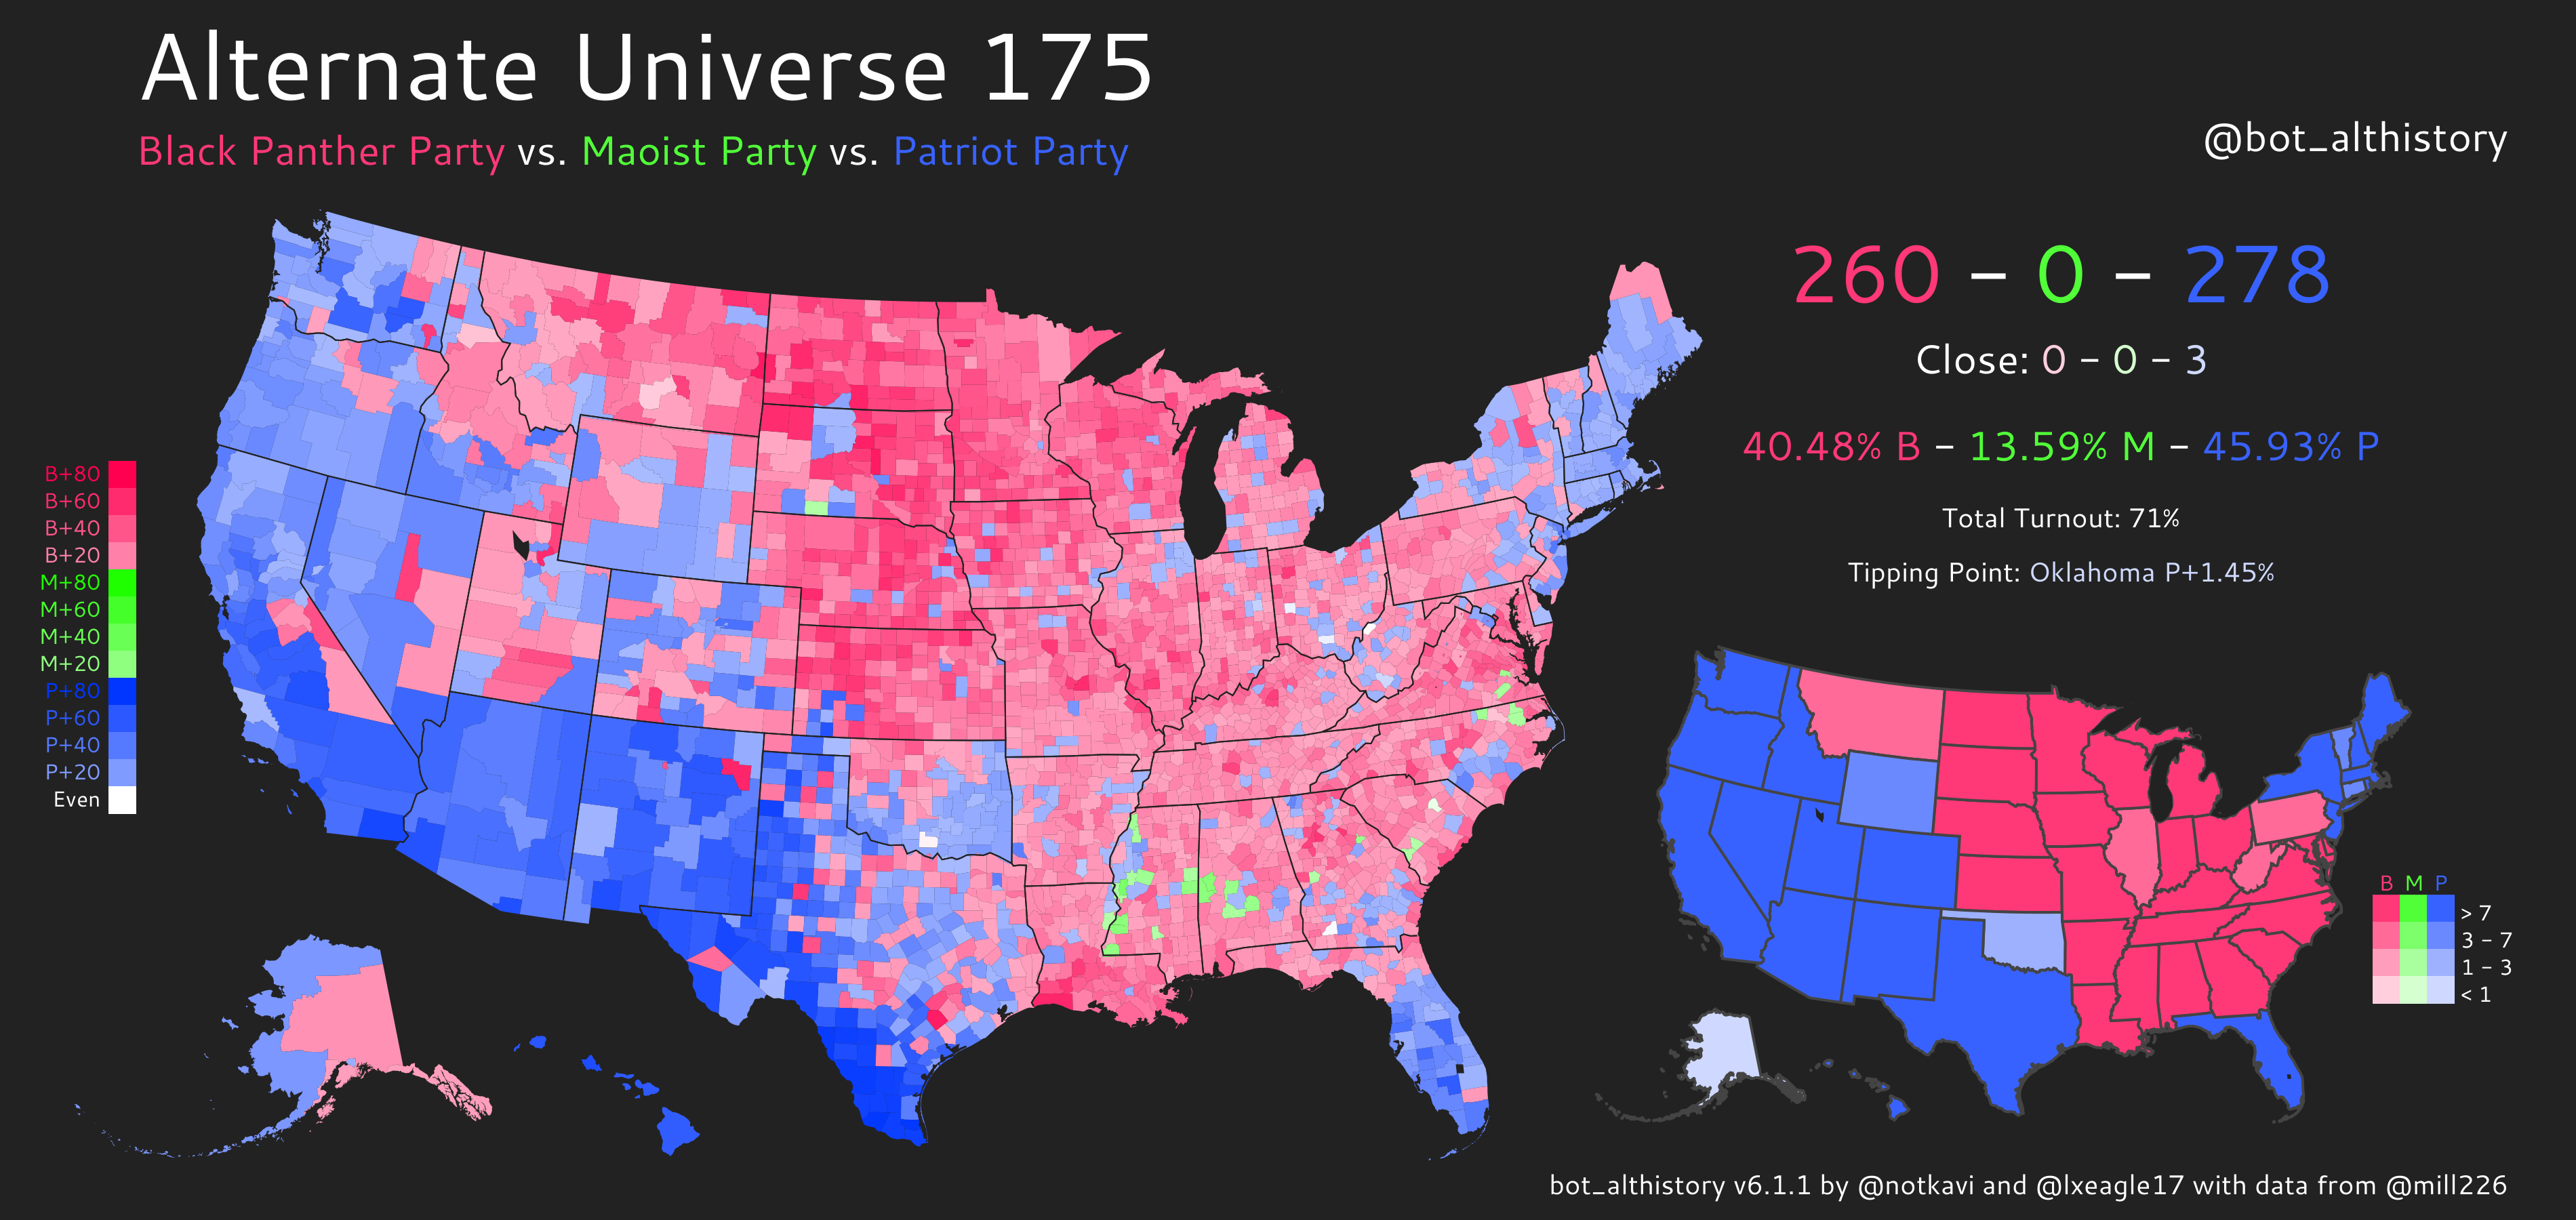 Alternate Universe 175
Black Panther Party vs. Maoist Party vs. Patriot Party
@bot_althistory
260 – 0 – 278
Close: 0 – 0 – 3
40.48% B – 13.59% M – 45.93% P
Total Turnout: 71%
Tipping Point: Oklahoma P+1.45%
B+80
B+60
B+40
B+20
M+80
M+60
M+40
M+20
P+80
P+60
P+40
P+20
Even
B M P
> 7
3 – 7
1 – 3
< 1
bot_althistory v6.1.1 by @notkavi and @lxeagle17 with data from @mill226